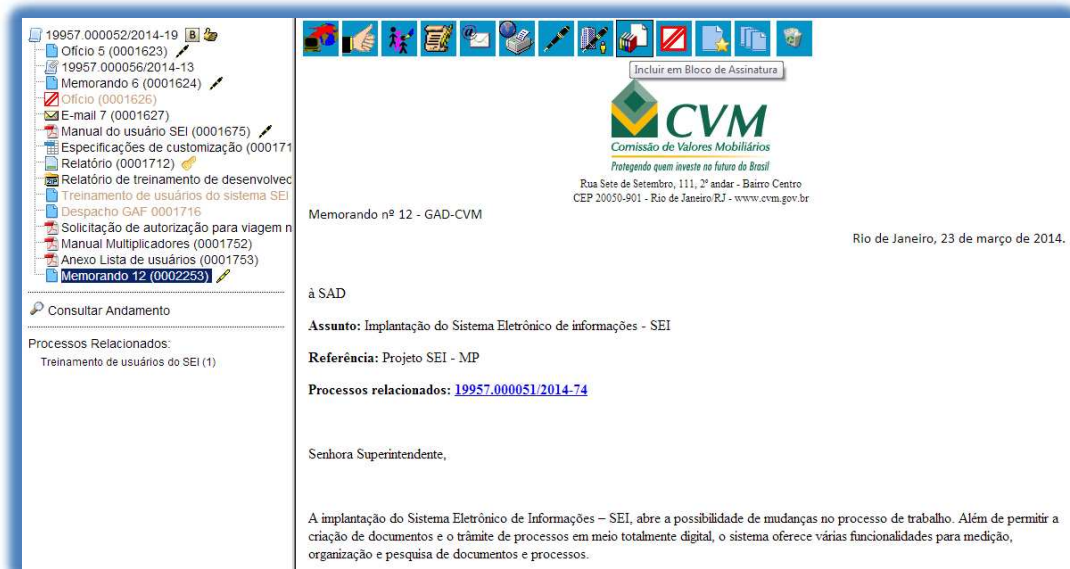 19957.000052/2014-19 B
Ofício 5 (0001623)
19957.000056/2014-13
Memorando 6 (0001624)
Ofício (0001626)
E-mail 7 (0001627)
Manual do usuário SEI (0001675)
Especificações de customização (000171
Relatório (0001712)
Relatório de treinamento de desenvolved
Treinamento de usuários do sistema SEI
Despacho GAF 0001716
Solicitação de autorização para viagem n
Manual Multiplicadores (0001752)
Anexo Lista de usuários (0001753)
Memorando 12 (0002253)
Consultar Andamento
Processos Relacionados:
Treinamento de usuários do SEI (1)
Incluir em Bloco de Assinatura
CVM
Comissão de Valores Mobiliários
Protegendo quem investe no futuro do Brasil
Rua Sete de Setembro, 111, 2º andar - Bairro Centro
CEP 20050-901 - Rio de Janeiro/RJ - www.cvm.gov.br
Memorando nº 12 - GAD-CVM
Rio de Janeiro, 23 de março de 2014.
à SAD
Assunto: Implantação do Sistema Eletrônico de informações - SEI
Referência: Projeto SEI - MP
Processos relacionados: 19957.000051/2014-74
Senhora Superintendente,
A implantação do Sistema Eletrônico de Informações – SEI, abre a possibilidade de mudanças no processo de trabalho. Além de permitir a
criação de documentos e o trâmite de processos em meio totalmente digital, o sistema oferece várias funcionalidades para medição,
organização e pesquisa de documentos e processos.